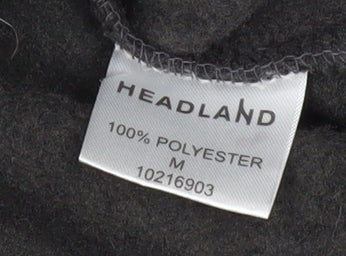 HEADLAND
100% POLYESTER
M
10216903